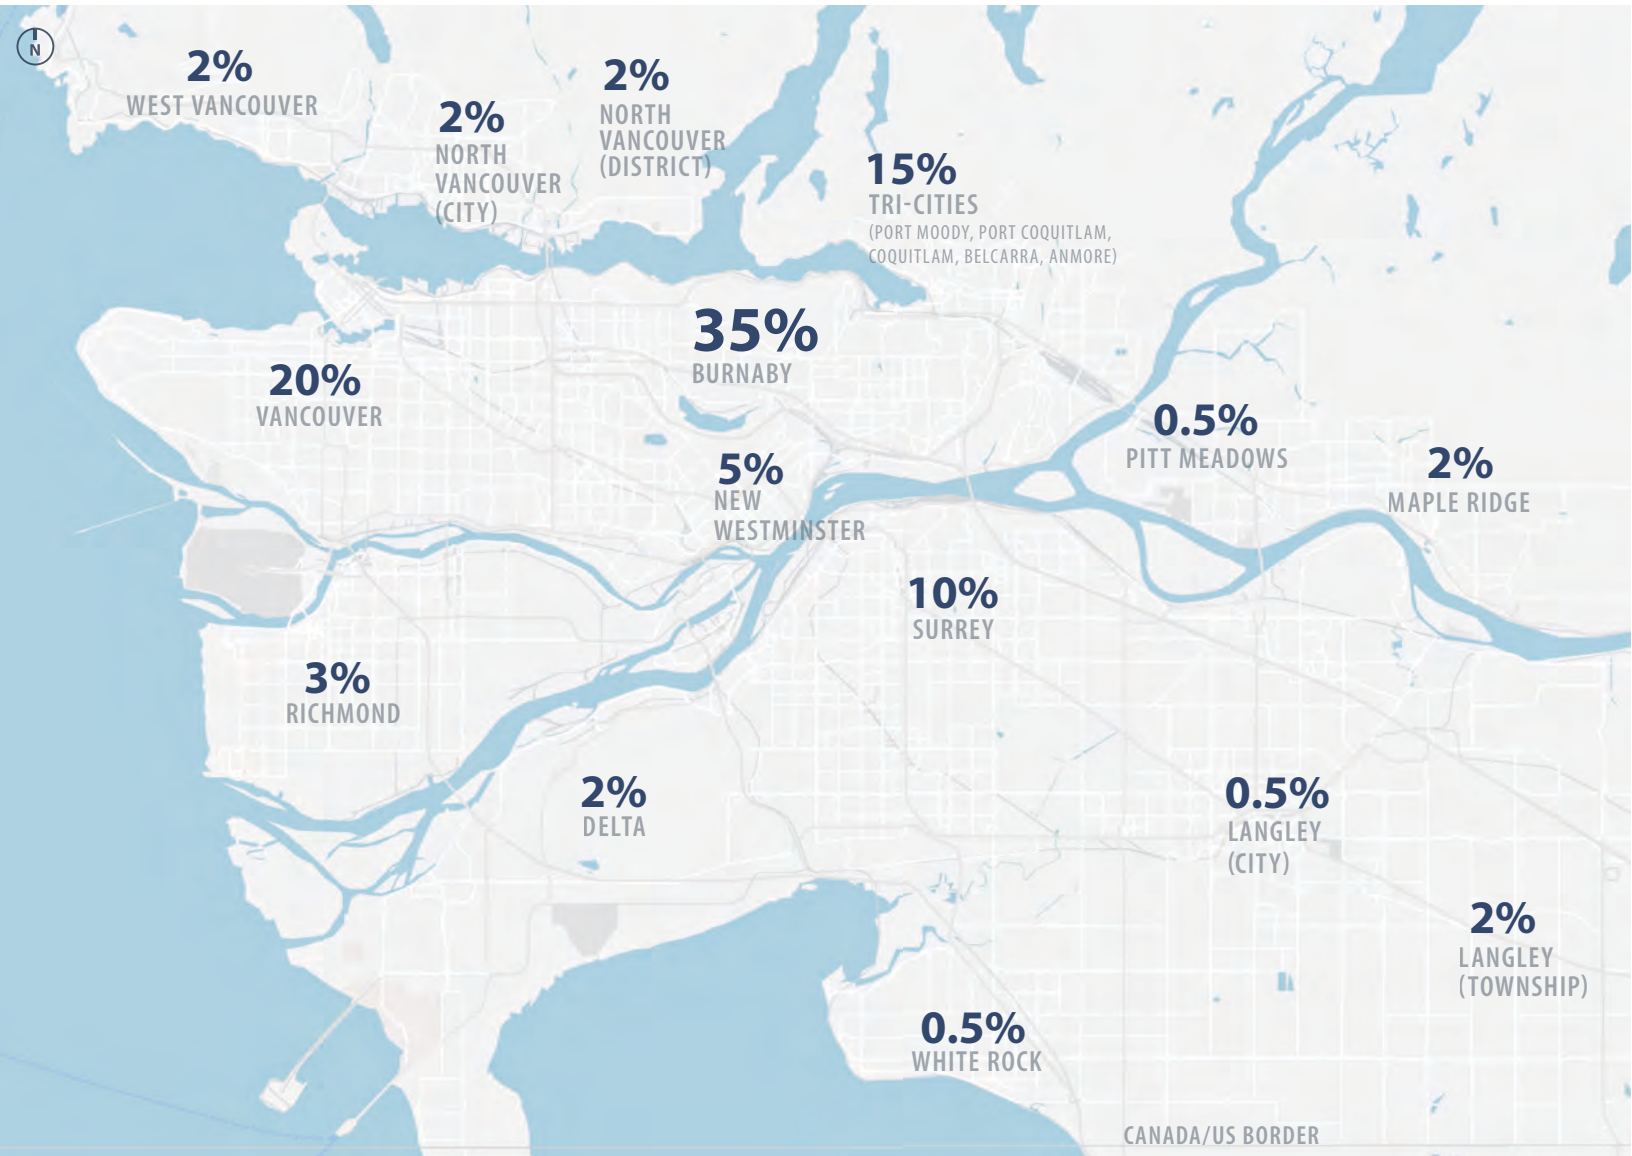 N
2%
WEST VANCOUVER
2%
NORTH
VANCOUVER
(CITY)
2%
NORTH
VANCOUVER
(DISTRICT)
15%
TRI-CITIES
(PORT MOODY, PORT COQUITLAM,
COQUITLAM, BELCARRA, ANMORE)
35%
BURNABY
20%
VANCOUVER
0.5%
PITT MEADOWS
2%
MAPLE RIDGE
5%
NEW
WESTMINSTER
10%
SURREY
3%
RICHMOND
2%
DELTA
0.5%
LANGLEY
(CITY)
2%
LANGLEY
(TOWNSHIP)
0.5%
WHITE ROCK
CANADA/US BORDER